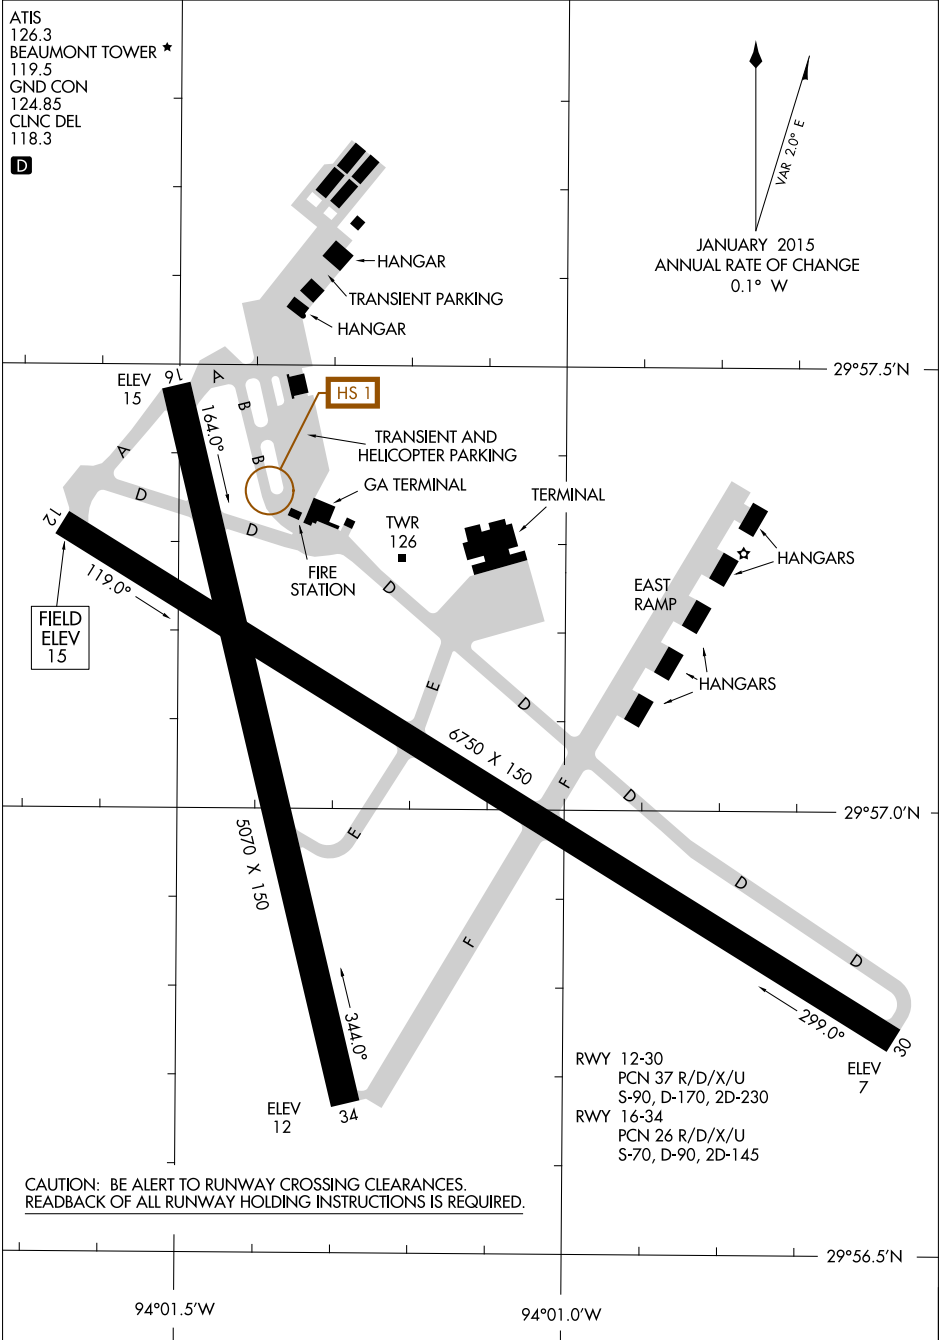 ATIS
126.3
BEAUMONT TOWER
119.5
GND CON
124.85
CLNC DEL
118.3
D
VAR 2.0° E
JANUARY 2015
ANNUAL RATE OF CHANGE
0.1° W
HANGAR
TRANSIENT PARKING
HANGAR
29°57.5'N
ELEV
15
16
A
HS 1
B
164.0°
TRANSIENT AND
HELICOPTER PARKING
A
B
GA TERMINAL
D
TERMINAL
12
D
TWR
126
HANGARS
FIRE
STATION
119.0°
D
EAST
RAMP
FIELD
ELEV
15
E
HANGARS
D
6750 X 150
F
D
29°57.0'N
E
5070 X 150
D
F
D
344.0°
299.0°
30
ELEV
7
RWY 12-30
PCN 37 R/D/X/U
S-90, D-170, 2D-230
RWY 16-34
PCN 26 R/D/X/U
S-70, D-90, 2D-145
ELEV
12
34
CAUTION: BE ALERT TO RUNWAY CROSSING CLEARANCES.
READBACK OF ALL RUNWAY HOLDING INSTRUCTIONS IS REQUIRED.
29°56.5'N
94°01.5'W
94°01.0'W